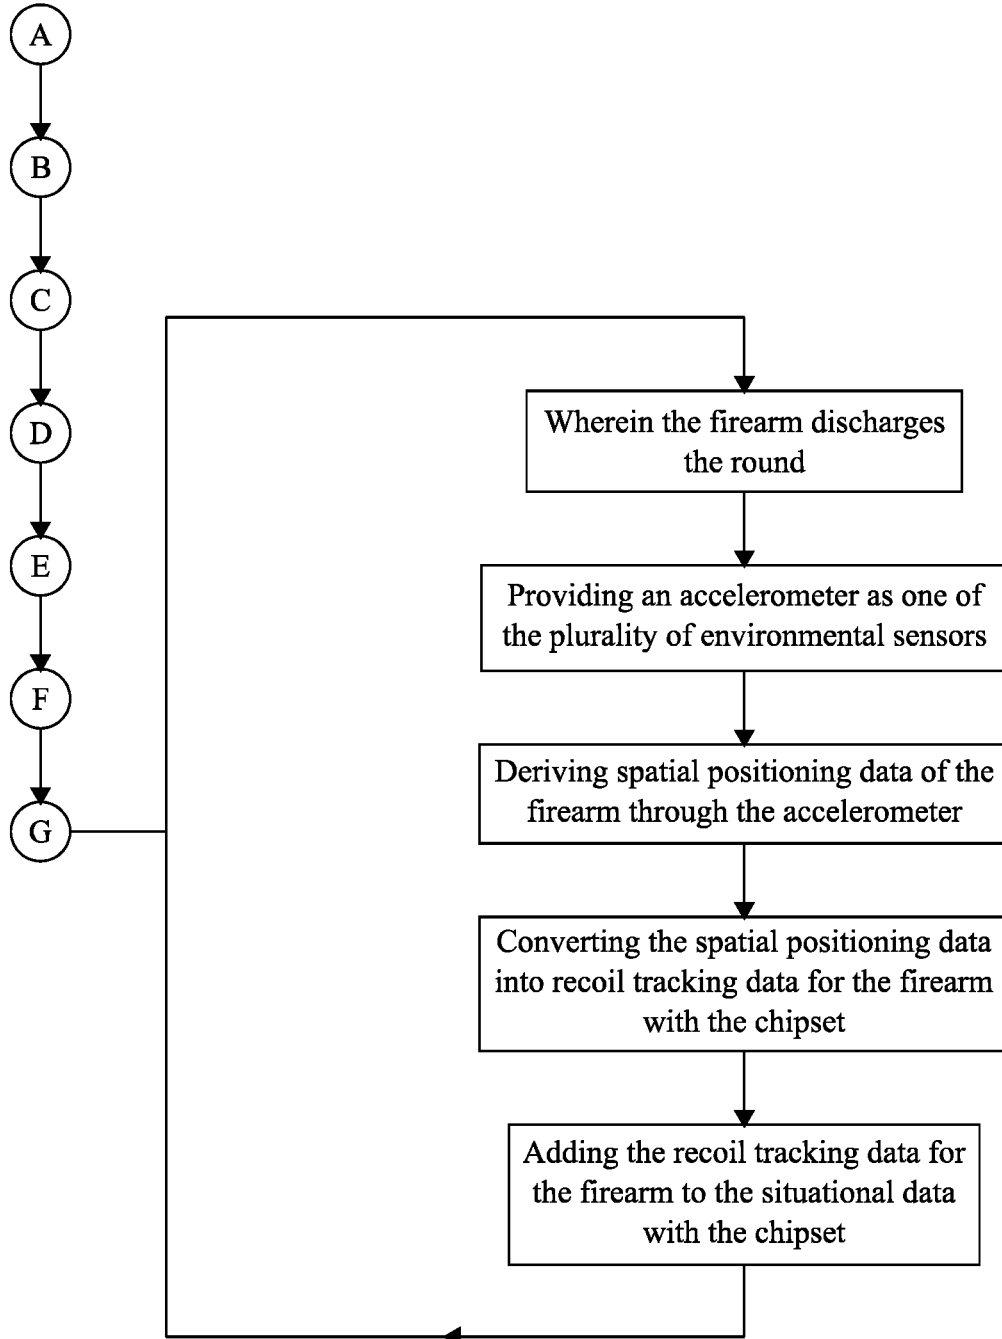 A
B
C
D
E
F
G
Wherein the firearm discharges
the round
Providing an accelerometer as one of
the plurality of environmental sensors
Deriving spatial positioning data of the
firearm through the accelerometer
Converting the spatial positioning data
into recoil tracking data for the firearm
with the chipset
Adding the recoil tracking data for
the firearm to the situational data
with the chipset